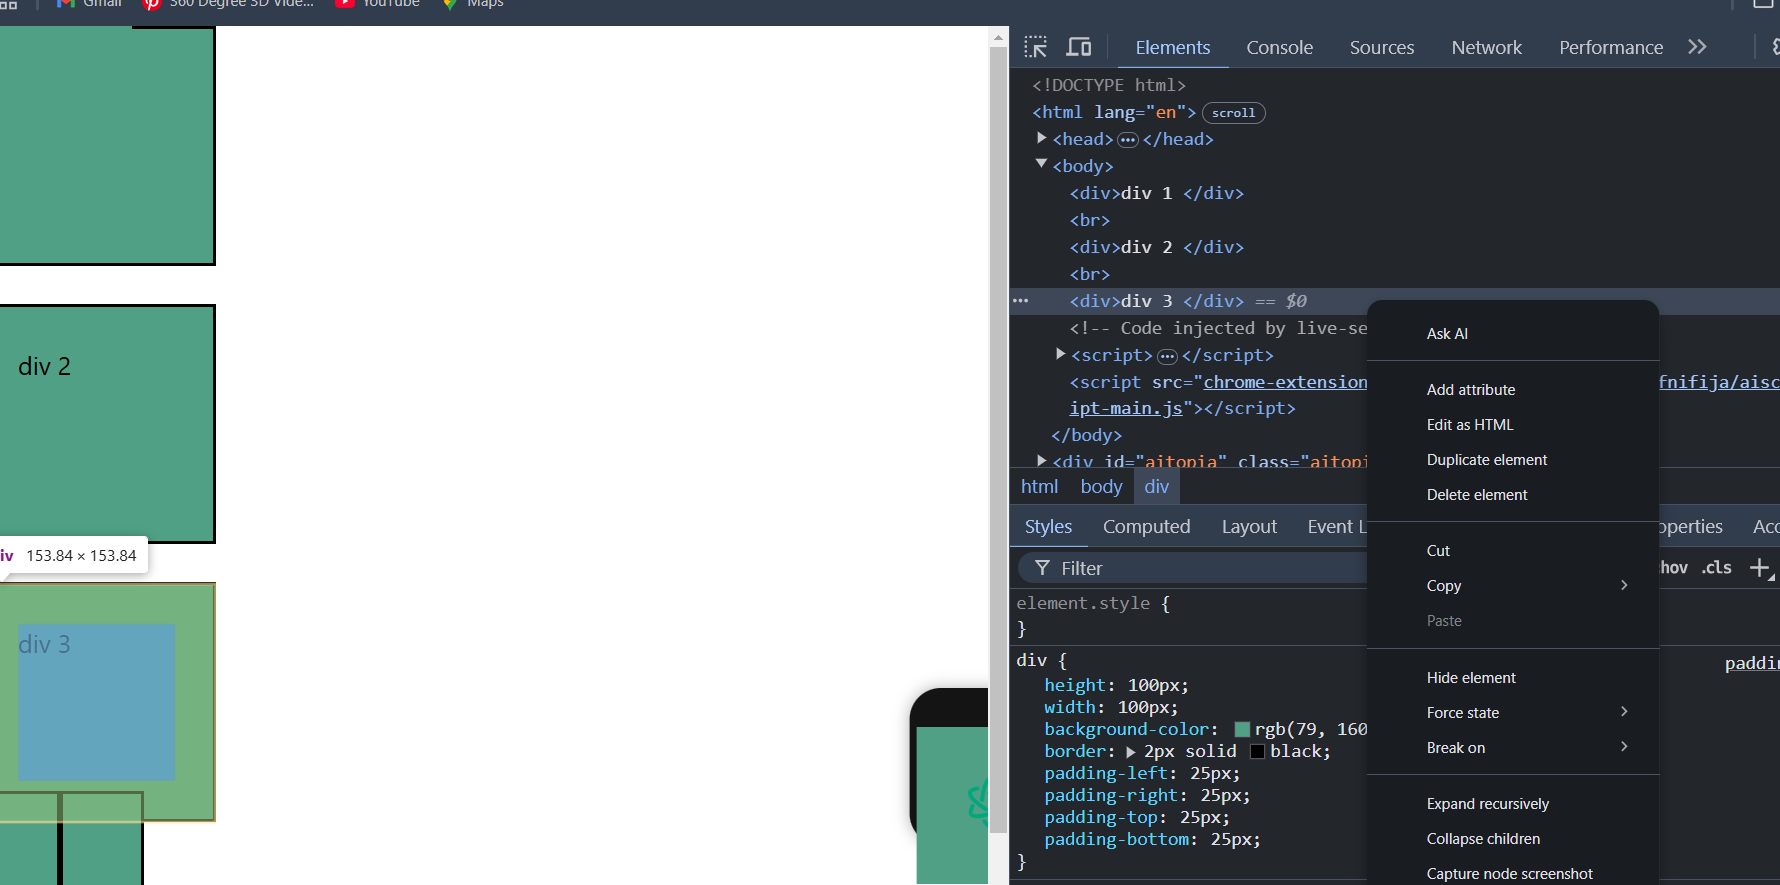 Gmail
360 Degree 3D Vide...
YouTube
Maps
div 2
iv 153.84 × 153.84
div 3
Elements
Console
Sources
Network
Performance
<!DOCTYPE html>
<html lang="en"> scroll
<head> ••• </head>
<body>
<div>div 1 </div>
<br>
<div>div 2 </div>
<br>
<div>div 3 </div> == $0
<!-- Code injected by live-se
<script> ••• </script>
<script src="chrome-extension fnifija/aisc
ipt-main.js"></script>
</body>
<div id="aitopia" class="aitopi
html body div
Styles Computed Layout Event L operties Acc
Filter :hov .cls
element.style {
}
div { paddin
height: 100px;
width: 100px;
background-color: rgb(79, 160
border: 2px solid black;
padding-left: 25px;
padding-right: 25px;
padding-top: 25px;
padding-bottom: 25px;
}
Ask AI
Add attribute
Edit as HTML
Duplicate element
Delete element
Cut
Copy
Paste
Hide element
Force state
Break on
Expand recursively
Collapse children
Capture node screenshot